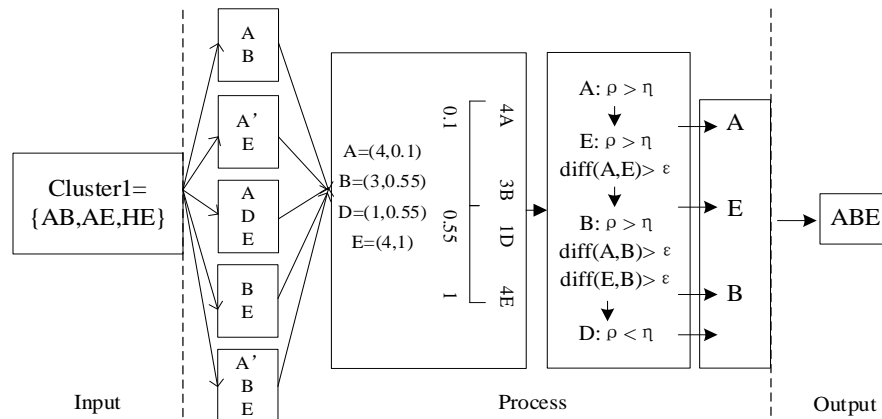 Cluster1=
{AB,AE,HE}
A
B
A'
E
A
D
E
B
E
A'
B
E
A=(4,0.1)
B=(3,0.55)
D=(1,0.55)
E=(4,1)
0.1
0.55
1
4A
3B
1D
4E
A: ρ > η
E: ρ > η
diff(A,E)> ε
B: ρ > η
diff(A,B)> ε
diff(E,B)> ε
D: ρ < η
A
E
B
ABE
Input
Process
Output